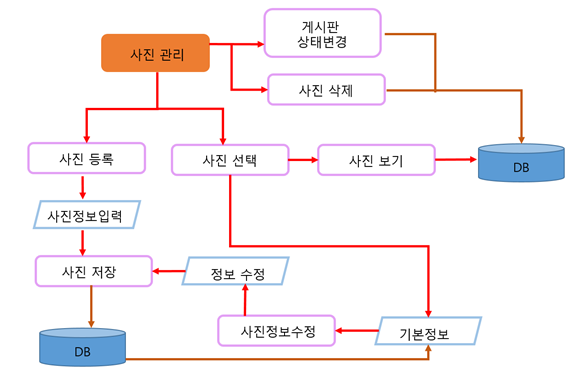 게시판
상태변경
사진 관리
사진 삭제
사진 등록
사진 선택
사진 보기
DB
사진정보입력
사진 저장
정보 수정
사진정보수정
기본정보
DB